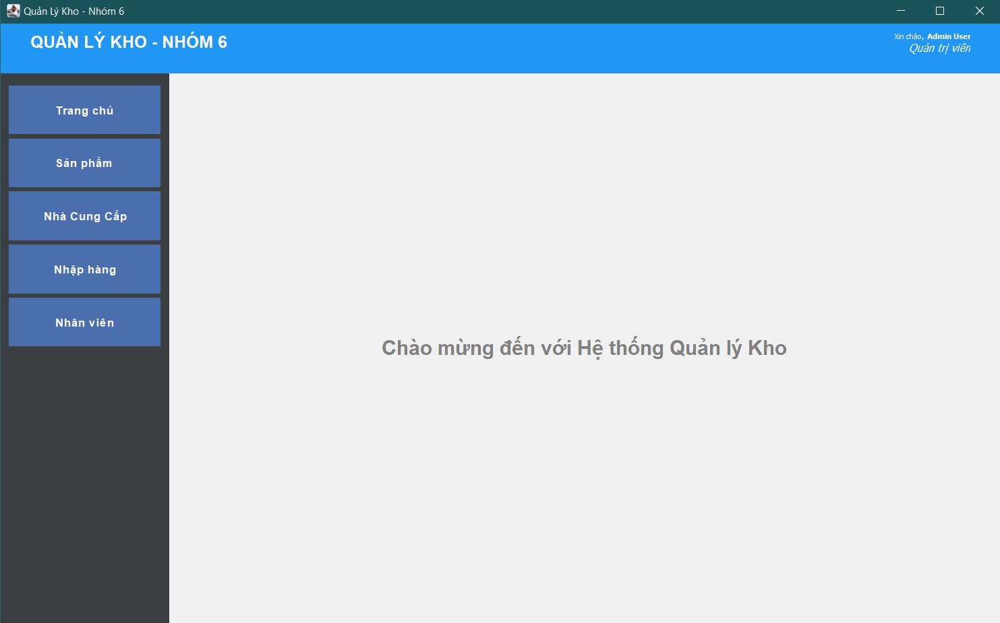 Quản Lý Kho - Nhóm 6
QUẢN LÝ KHO - NHÓM 6
Xin chào, Admin User
Quản trị viên
Trang chủ
Sản phẩm
Nhà Cung Cấp
Nhập hàng
Nhân viên
Chào mừng đến với Hệ thống Quản lý Kho